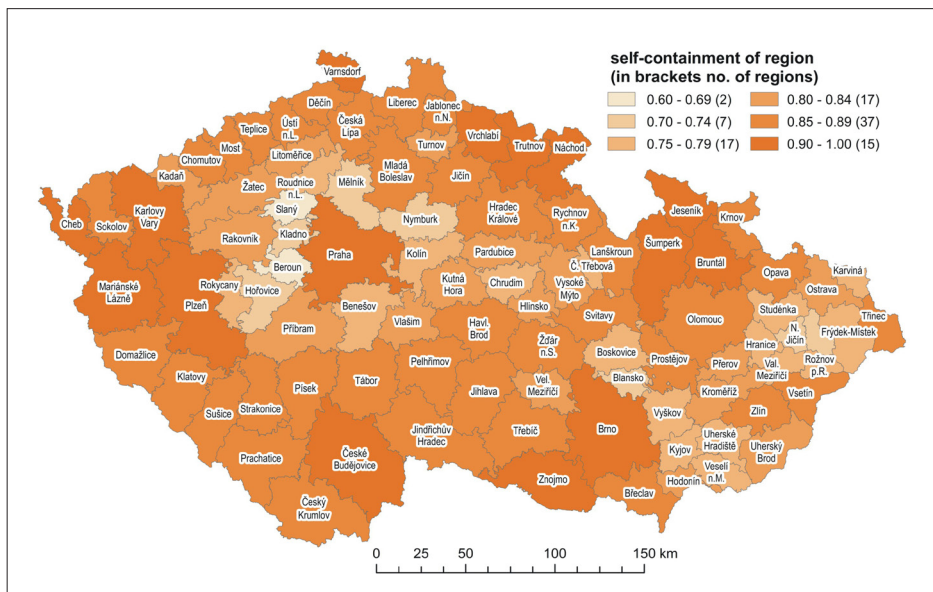 self-containment of region
(in brackets no. of regions)
0.60 - 0.69 (2)
0.70 - 0.74 (7)
0.75 - 0.79 (17)
0.80 - 0.84 (17)
0.85 - 0.89 (37)
0.90 - 1.00 (15)
Varnsdorf
Děčín
Liberec
Jablonec
n.N.
Teplice
Ústí
n.L.
Česká
Lípa
Turnov
Vrchlabí
Trutnov
Náchod
Most
Litoměřice
Chomutov
Kadaň
Žatec
Roudnice
n.L.
Mělník
Mladá
Boleslav
Jičín
Slaný
Nymburk
Hradec
Králové
Rychnov
n.K.
Jeseník
Krnov
Cheb
Sokolov
Karlovy
Vary
Rakovník
Kladno
Praha
Kolín
Pardubice
Lanškroun
Šumperk
Bruntál
Beroun
Č. Třebová
Opava
Karviná
Mariánské
Lázně
Plzeň
Rokycany
Hořovice
Kutná
Hora
Chrudim
Vysoké
Mýto
Ostrava
Benešov
Hlinsko
Svitavy
Olomouc
Studénka
Třinec
Příbram
Vlašim
Havl.
Brod
Žďár
n.S.
N.
Jičín
Frýdek-Místek
Domažlice
Boskovice
Prostějov
Hranice
Přerov
Val.
Meziříčí
Rožnov
p.R.
Klatovy
Písek
Tábor
Pelhřimov
Jihlava
Vel.
Meziříčí
Blansko
Kroměříž
Vsetín
Sušice
Strakonice
Jindřichův
Hradec
Třebíč
Brno
Vyškov
Zlín
Prachatice
České
Budějovice
Kyjov
Uherské
Hradiště
Uherský
Brod
Český
Krumlov
Znojmo
Břeclav
Hodonín
Veselí
n.M.
0 25 50 100 150 km